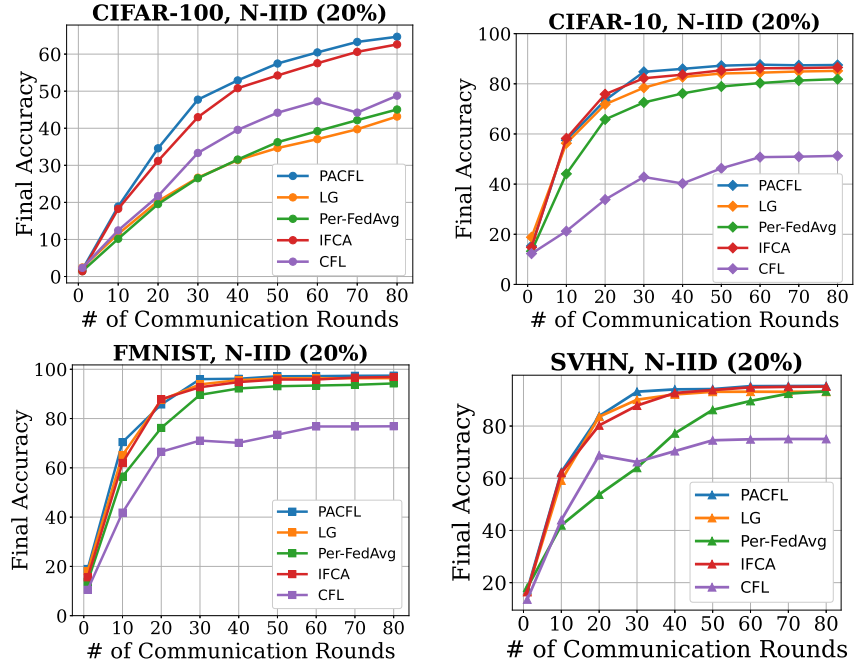 CIFAR-100, N-IID (20%)
Final Accuracy
60
50
40
30
20
10
0
PACFL
LG
Per-FedAvg
IFCA
CFL
0 10 20 30 40 50 60 70 80
# of Communication Rounds
CIFAR-10, N-IID (20%)
Final Accuracy
100
80
60
40
20
0
PACFL
LG
Per-FedAvg
IFCA
CFL
0 10 20 30 40 50 60 70 80
# of Communication Rounds
FMNIST, N-IID (20%)
Final Accuracy
100
80
60
40
20
0
PACFL
LG
Per-FedAvg
IFCA
CFL
0 10 20 30 40 50 60 70 80
# of Communication Rounds
SVHN, N-IID (20%)
Final Accuracy
80
60
40
20
PACFL
LG
Per-FedAvg
IFCA
CFL
0 10 20 30 40 50 60 70 80
# of Communication Rounds